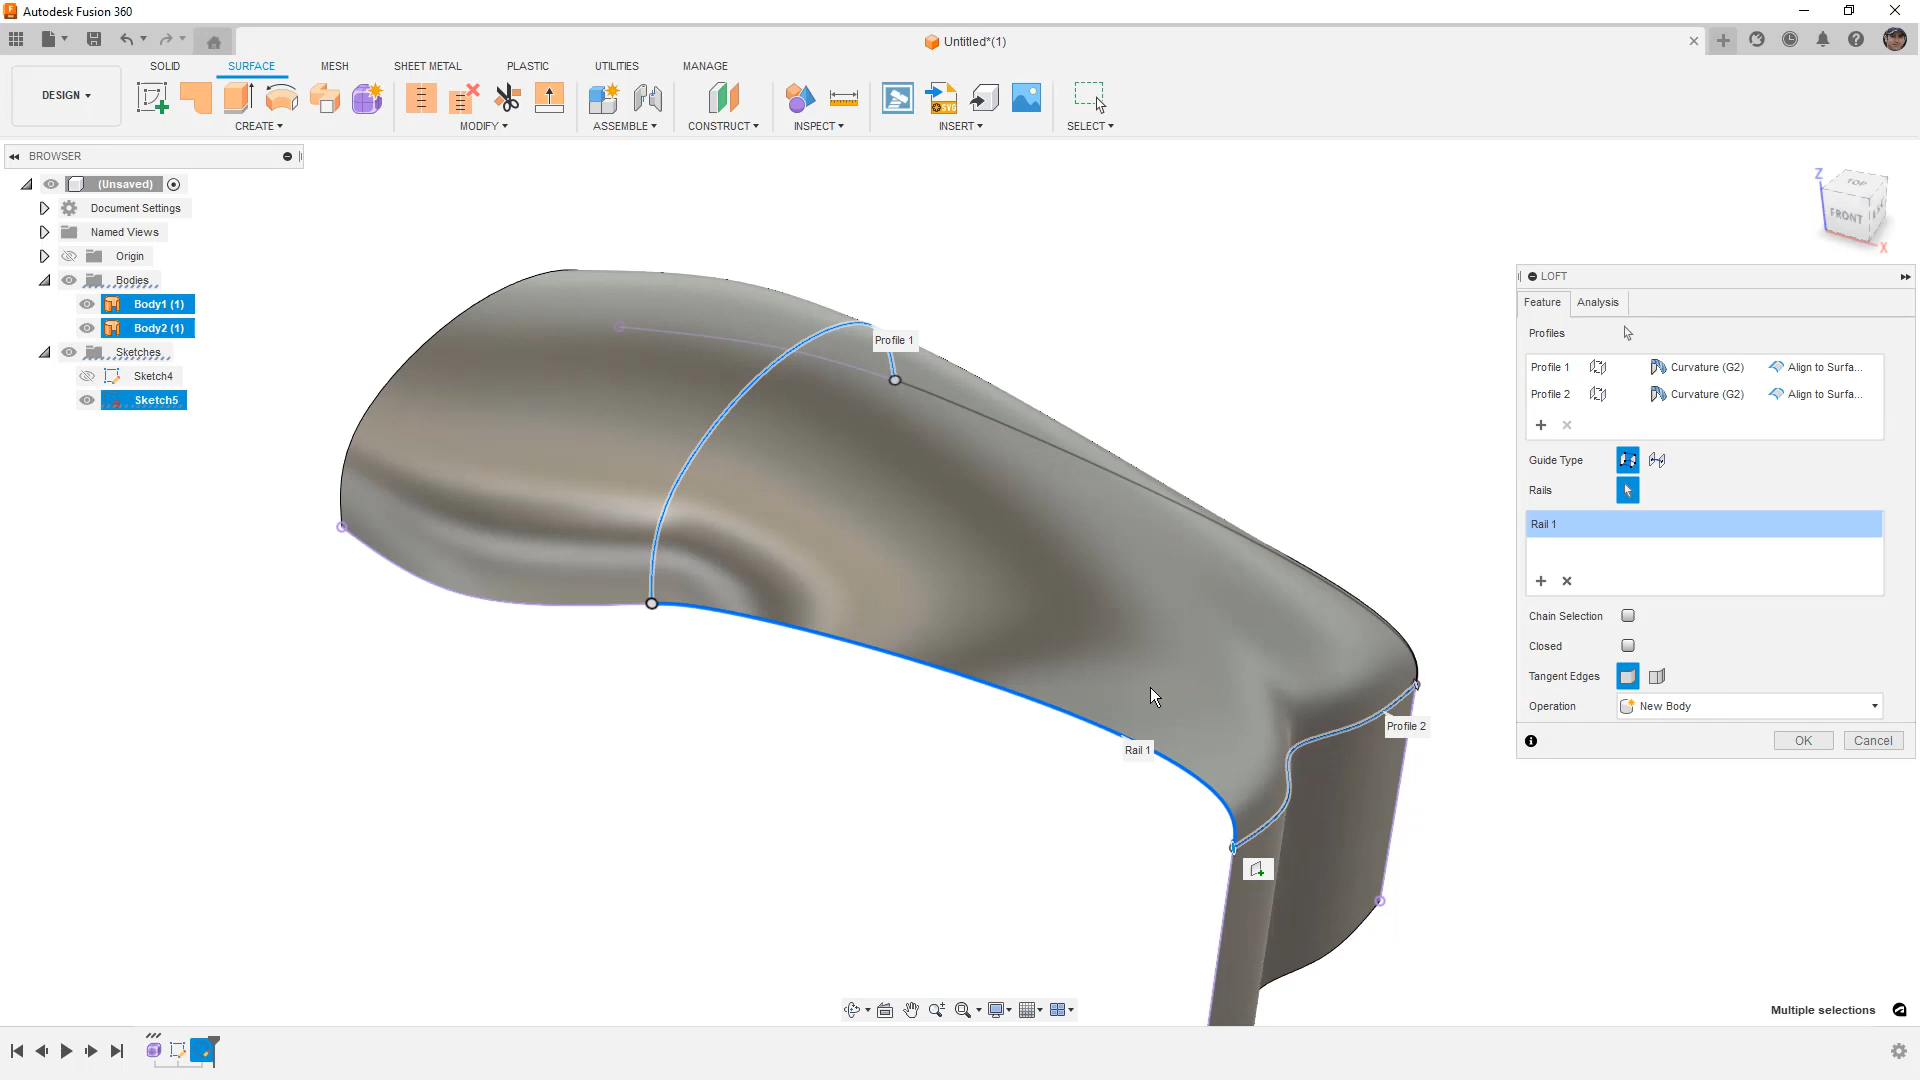 Autodesk Fusion 360
Untitled*(1)
SOLID
SURFACE
MESH
SHEET METAL
PLASTIC
UTILITIES
MANAGE
DESIGN
CREATE
MODIFY
ASSEMBLE
CONSTRUCT
INSPECT
INSERT
SELECT
SVG
BROWSER
(Unsaved)
Document Settings
Named Views
Origin
Bodies
Body1 (1)
Body2 (1)
Sketches
Sketch4
Sketch5
Z
TOP
FRONT
X
Profile 1
Profile 2
Rail 1
LOFT
Feature
Analysis
Profiles
Profile 1 Curvature (G2) Align to Surfa...
Profile 2 Curvature (G2) Align to Surfa...
Guide Type
Rails
Rail 1
Chain Selection
Closed
Tangent Edges
Operation New Body
OK
Cancel
Multiple selections